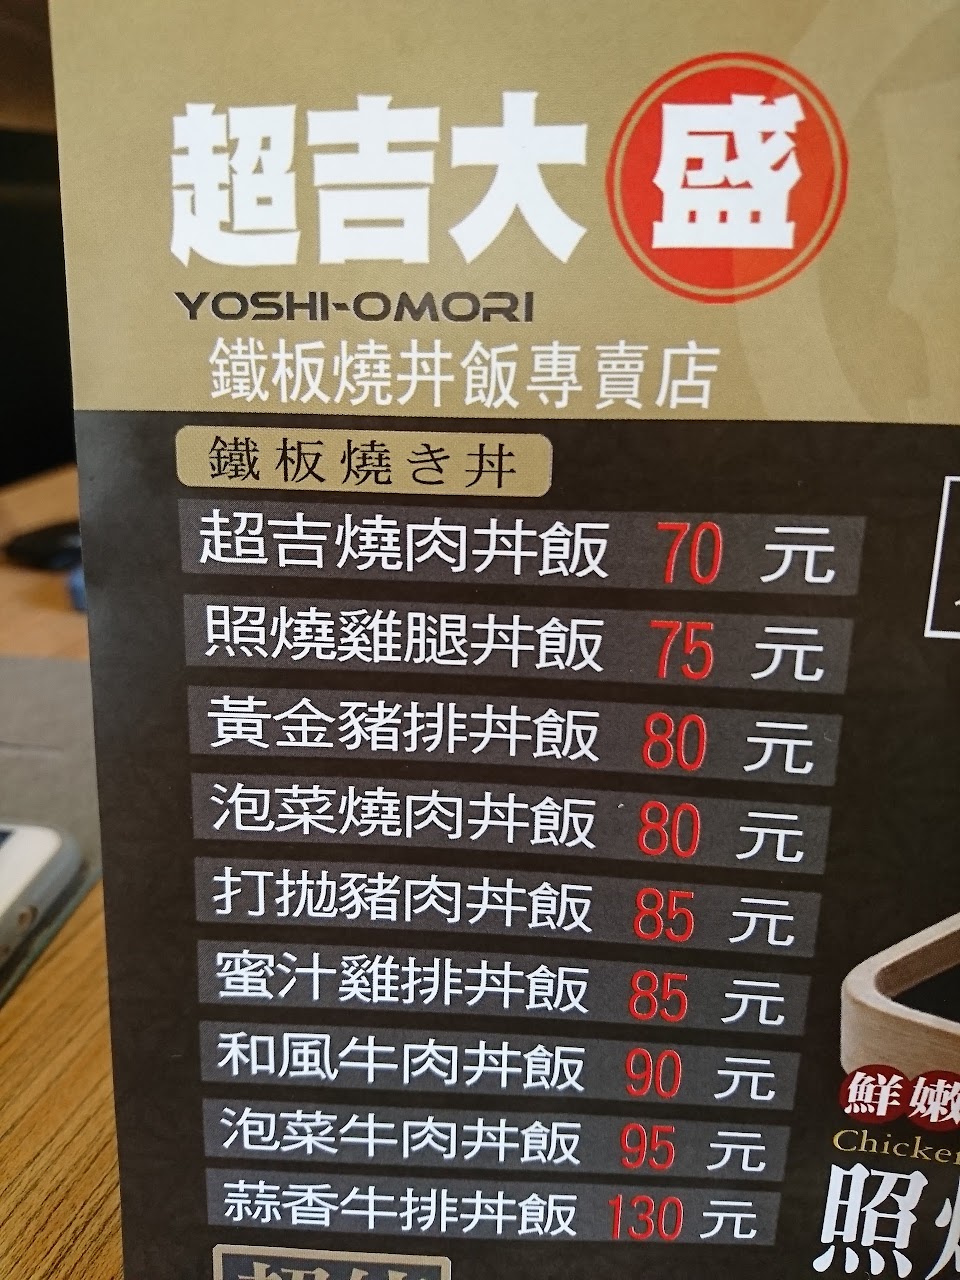 超吉大盛
YOSHI-OMORI
鐵板燒丼飯專賣店
鐵板燒き丼
超吉燒肉丼飯 70 元
照燒雞腿丼飯 75 元
黃金豬排丼飯 80 元
泡菜燒肉丼飯 80 元
打拋豬肉丼飯 85 元
蜜汁雞排丼飯 85 元
和風牛肉丼飯 90 元
泡菜牛肉丼飯 95 元
蒜香牛排丼飯 130 元
鮮嫩
Chicken
照